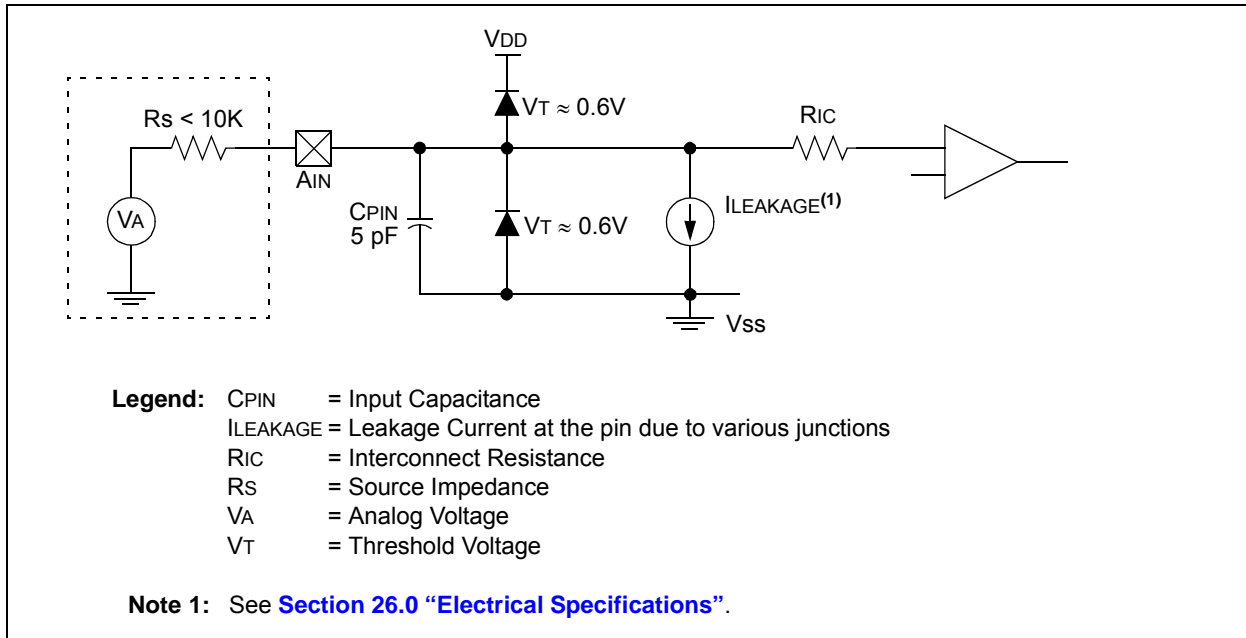 VDD
Rs < 10K
VT ≈ 0.6V
RIC
AIN
VA
CPIN
5 pF
VT ≈ 0.6V
ILEAKAGE(1)
Vss
Legend: CPIN = Input Capacitance
ILEAKAGE = Leakage Current at the pin due to various junctions
RIC = Interconnect Resistance
RS = Source Impedance
VA = Analog Voltage
VT = Threshold Voltage
Note 1: See Section 26.0 “Electrical Specifications”.